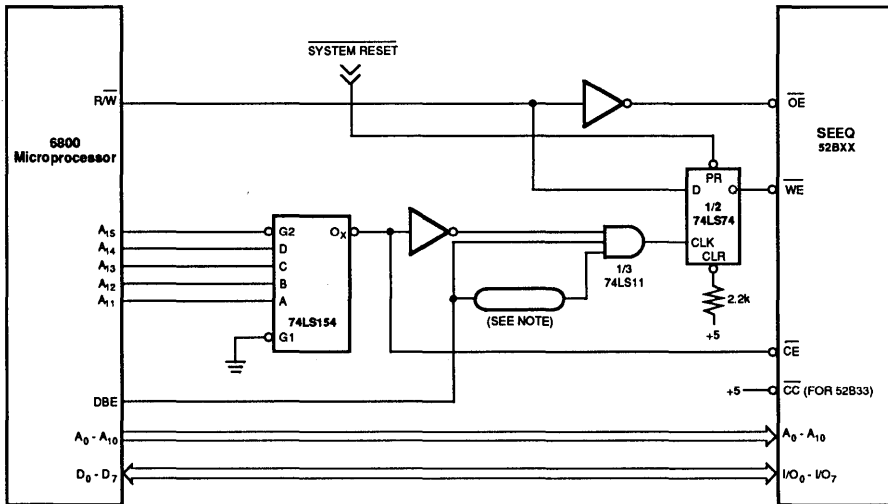 SYSTEM RESET
R/W
OE
6800
Microprocessor
SEEQ
52BXX
PR
D
O
WE
1/2
74LS74
CLK
CLR
A15
G2
OX
A14
D
A13
C
A12
B
A11
A
74LS154
G1
1/3
74LS11
(SEE NOTE)
2.2k
+5
CE
+5
CC (FOR 52B33)
DBE
A0 - A10
A0 - A10
D0 - D7
I/O0 - I/O7